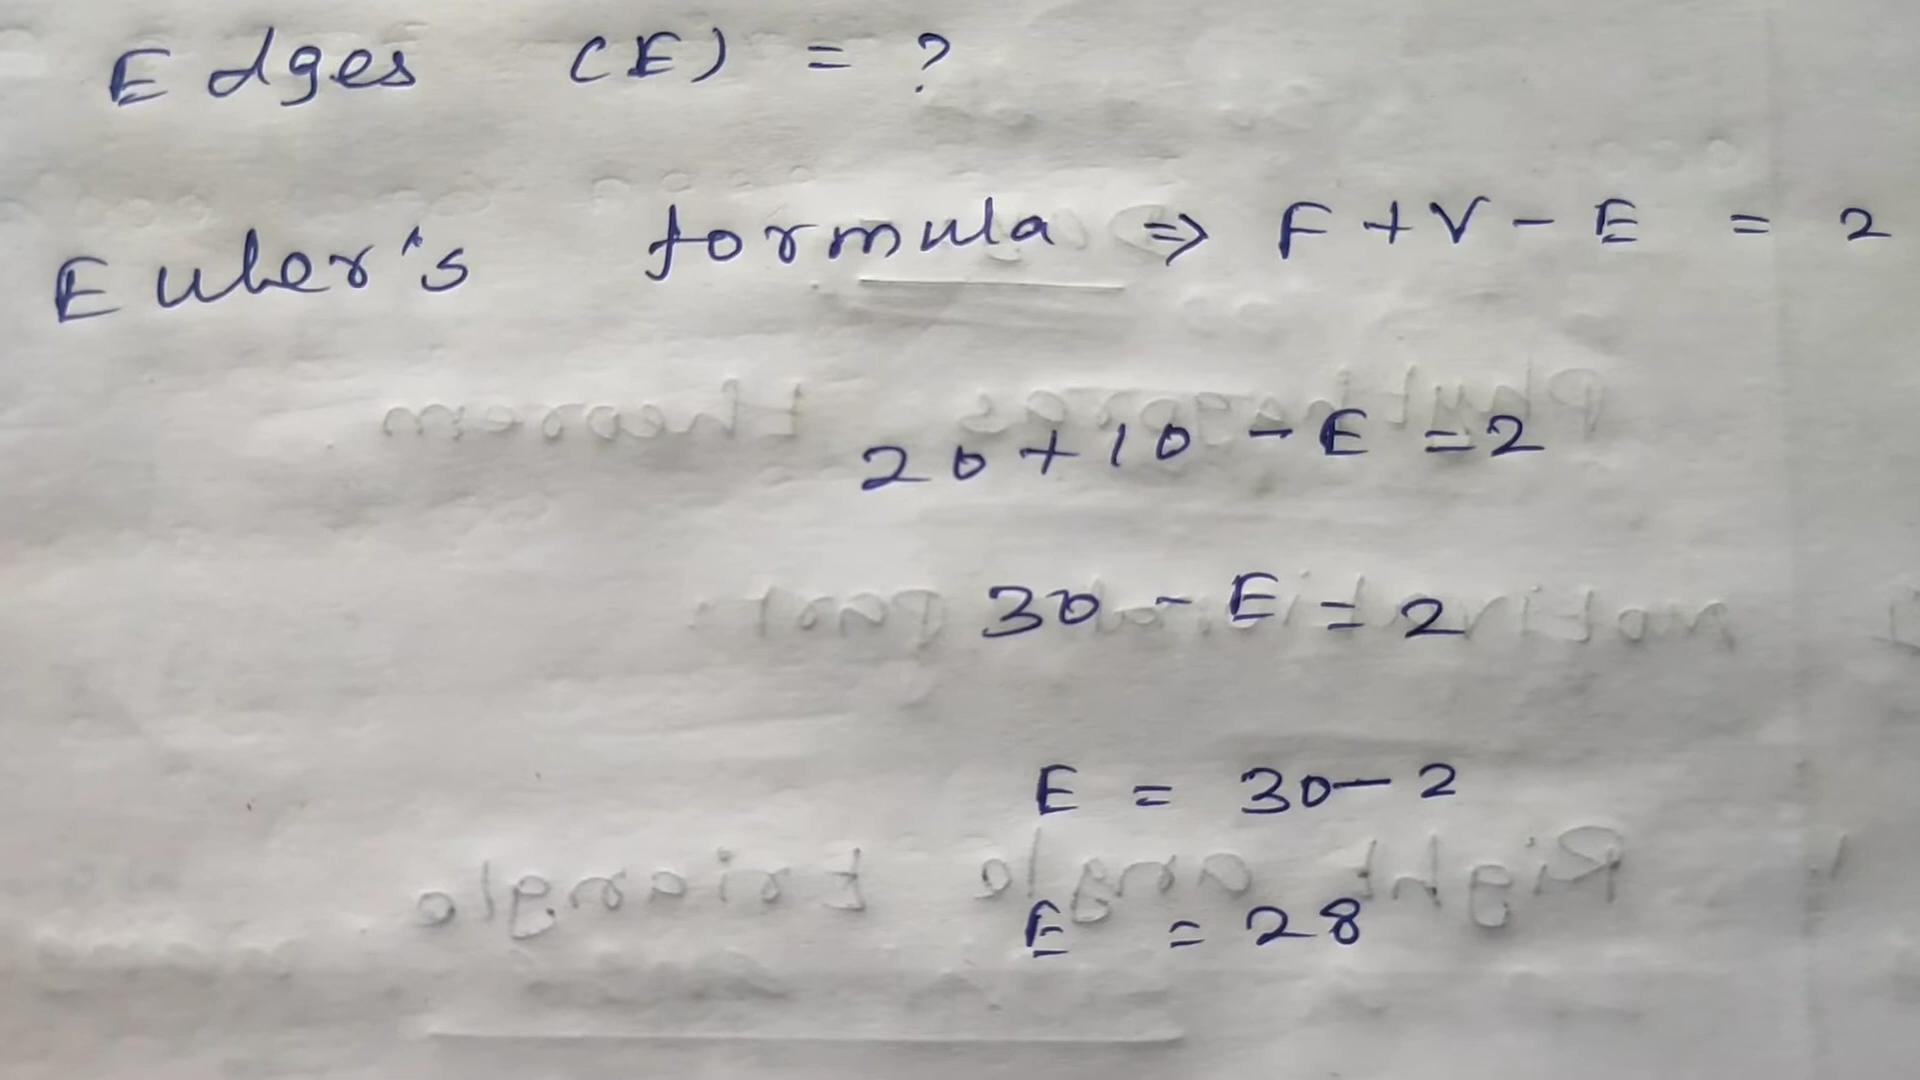 Edges (E) = ?
Euler's formula ⇒ F + V - E = 2
20 + 10 - E = 2
30 - E = 2
E = 30 - 2
E = 28